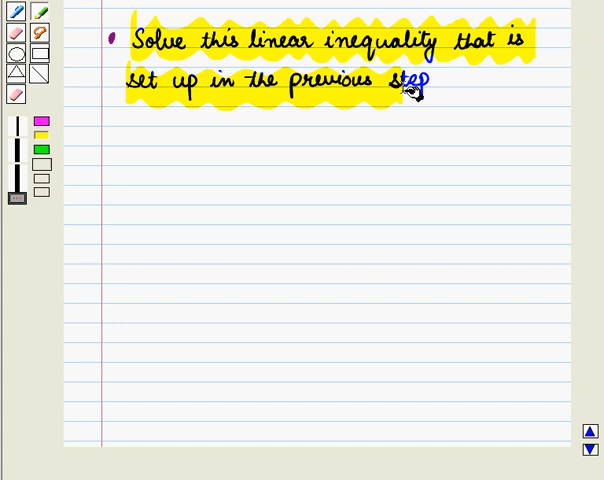 Solve this linear inequality that is
set up in the previous step